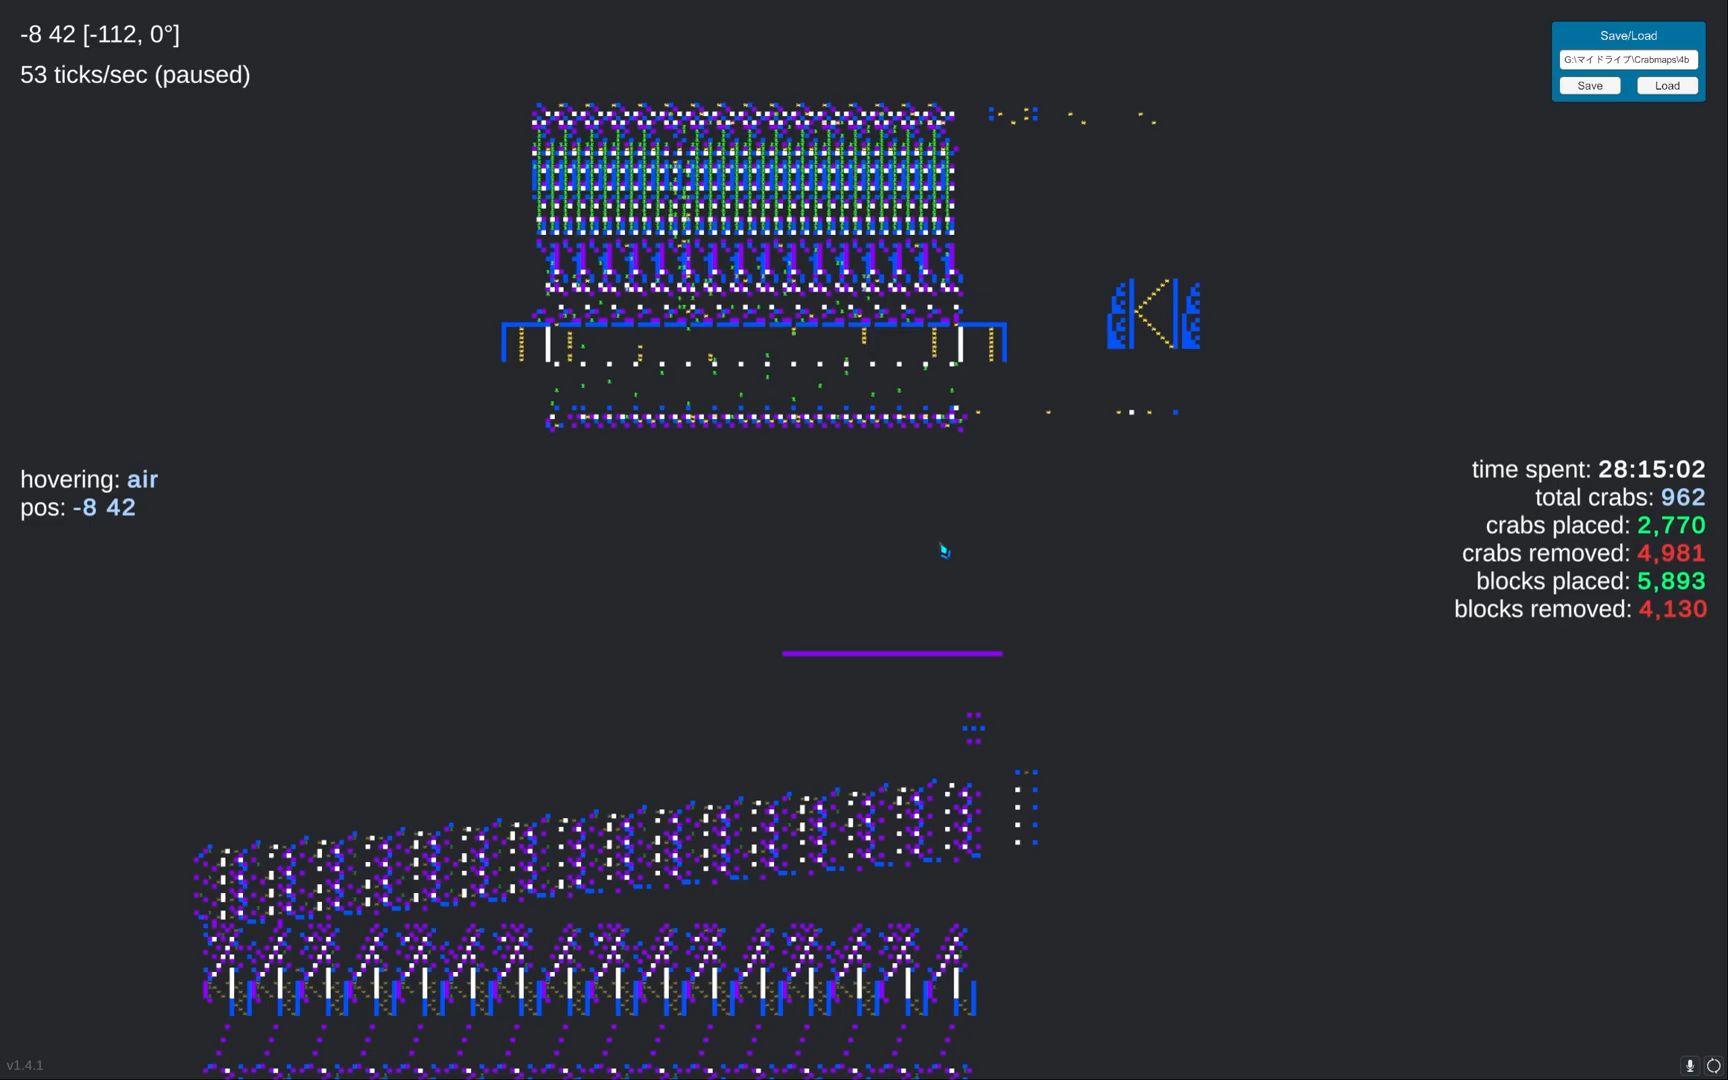 -8 42 [-112, 0°]
53 ticks/sec (paused)
Save/Load
G:\マイドライブ\Crabmaps\4b
Save
Load
hovering: air
pos: -8 42
time spent: 28:15:02
total crabs: 962
crabs placed: 2,770
crabs removed: 4,981
blocks placed: 5,893
blocks removed: 4,130
v1.4.1